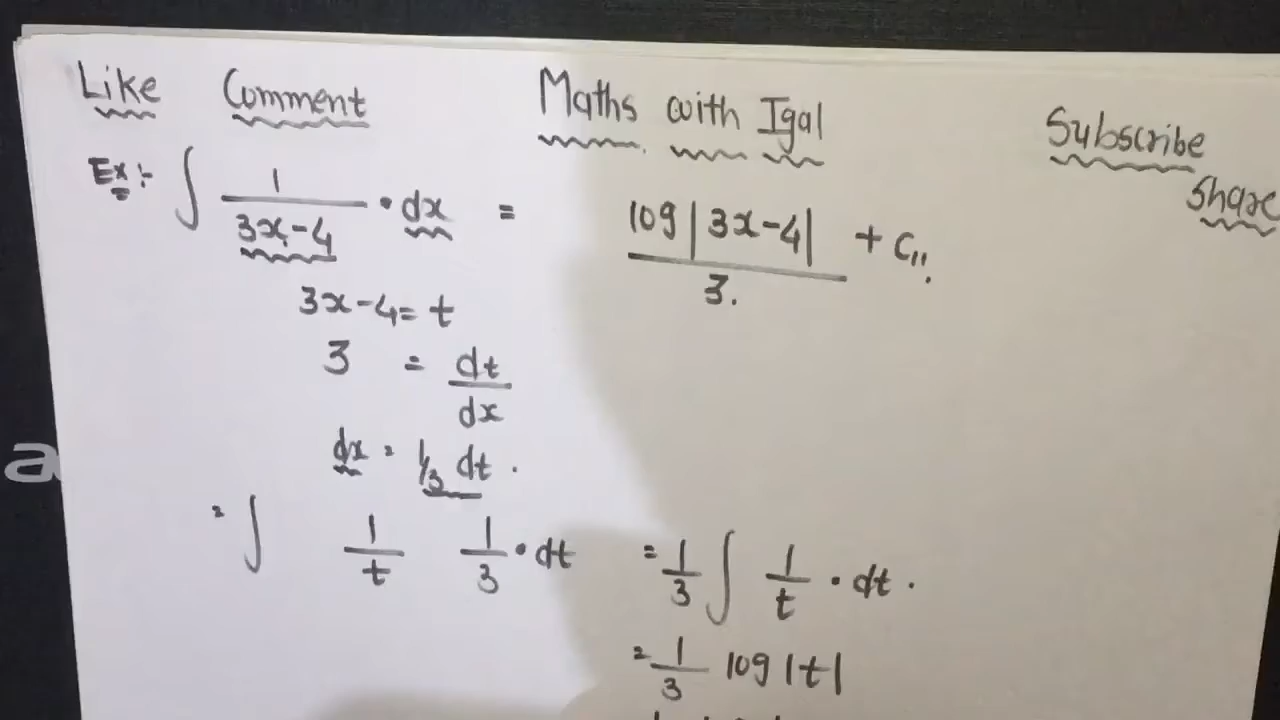 Like Comment Maths with Igal Subscribe
Share
Ex:- ∫ 1/(3x-4) • dx = log|3x-4|/3. + c,,.
3x-4 = t
3 = dt/dx
dx = 1/3 dt.
= ∫ 1/t 1/3 • dt = 1/3 ∫ 1/t • dt.
= 1/3 log |t|